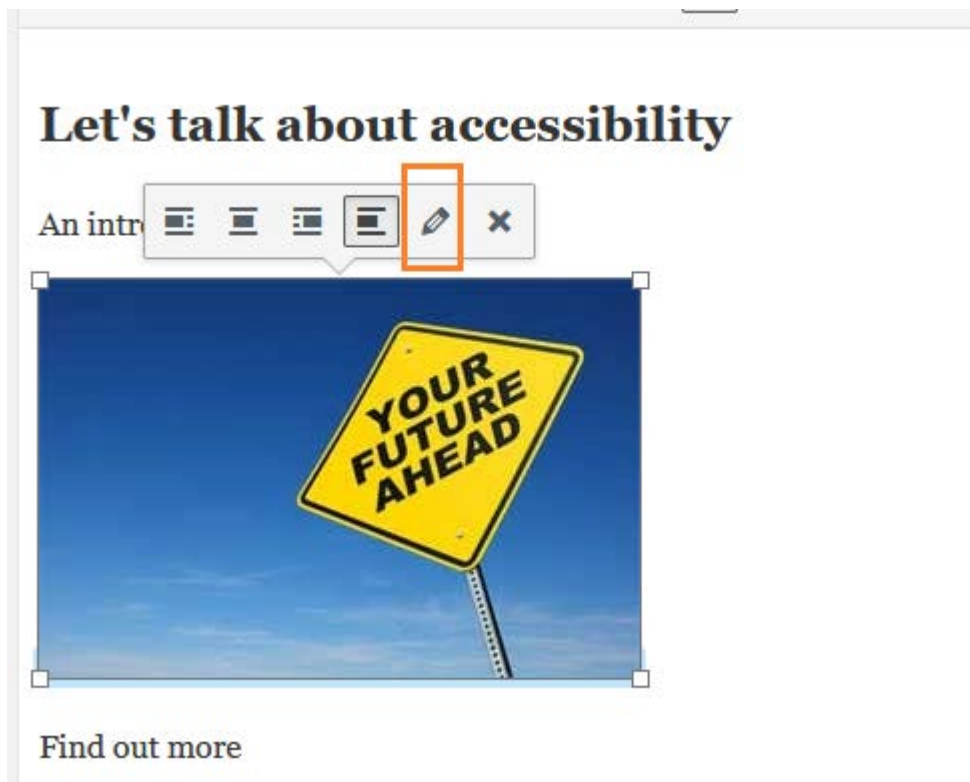 Let's talk about accessibility
An intr
YOUR
FUTURE
AHEAD
Find out more